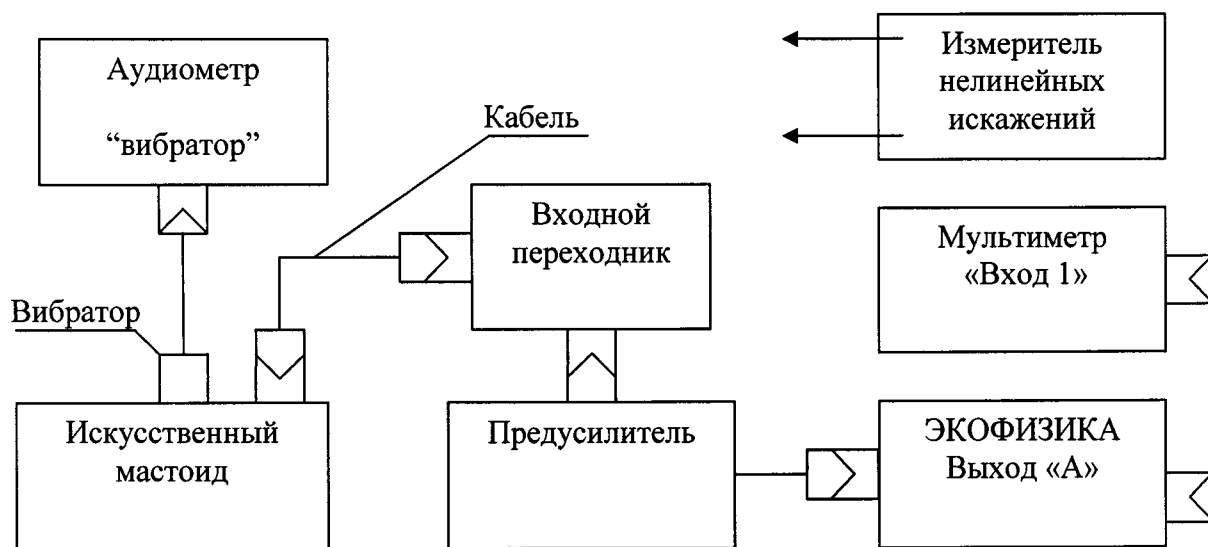 Аудиометр
“вибратор”
Измеритель
нелинейных
искажений
Кабель
Входной
переходник
Мультиметр
«Вход 1»
Вибратор
Искусственный
мастоид
Предусилитель
ЭКОФИЗИКА
Выход «А»